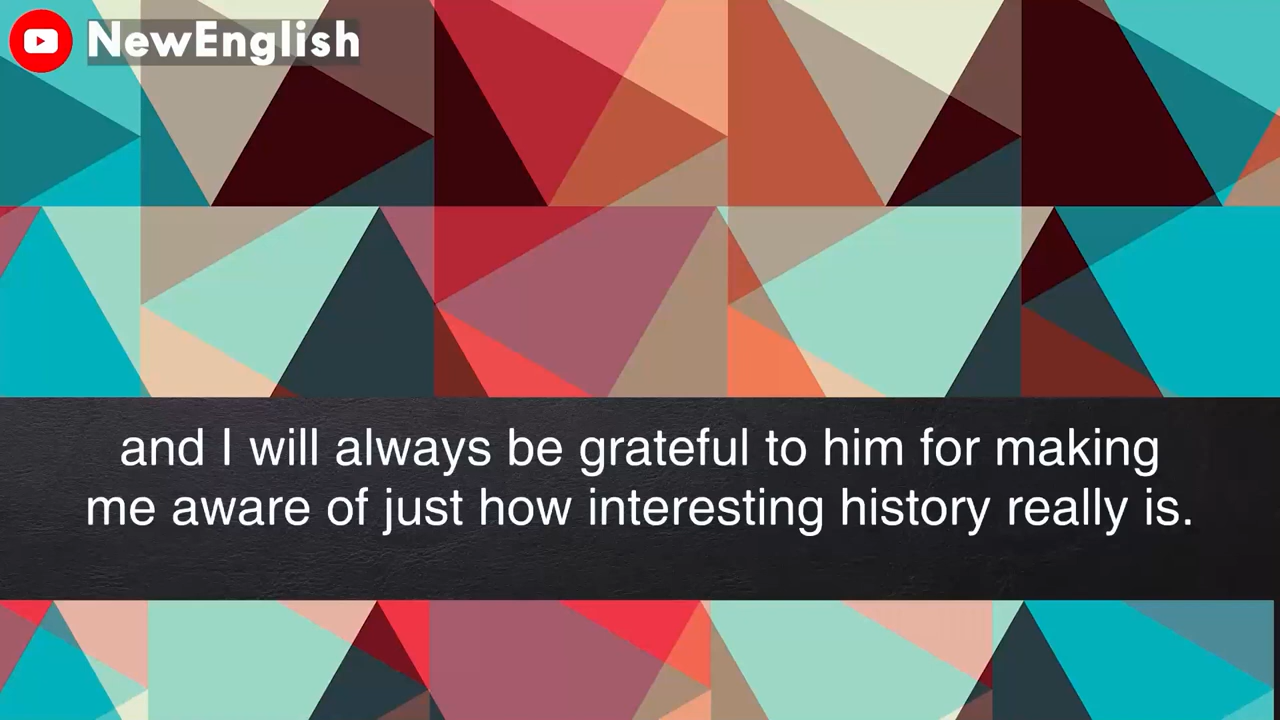 NewEnglish
and I will always be grateful to him for making
me aware of just how interesting history really is.